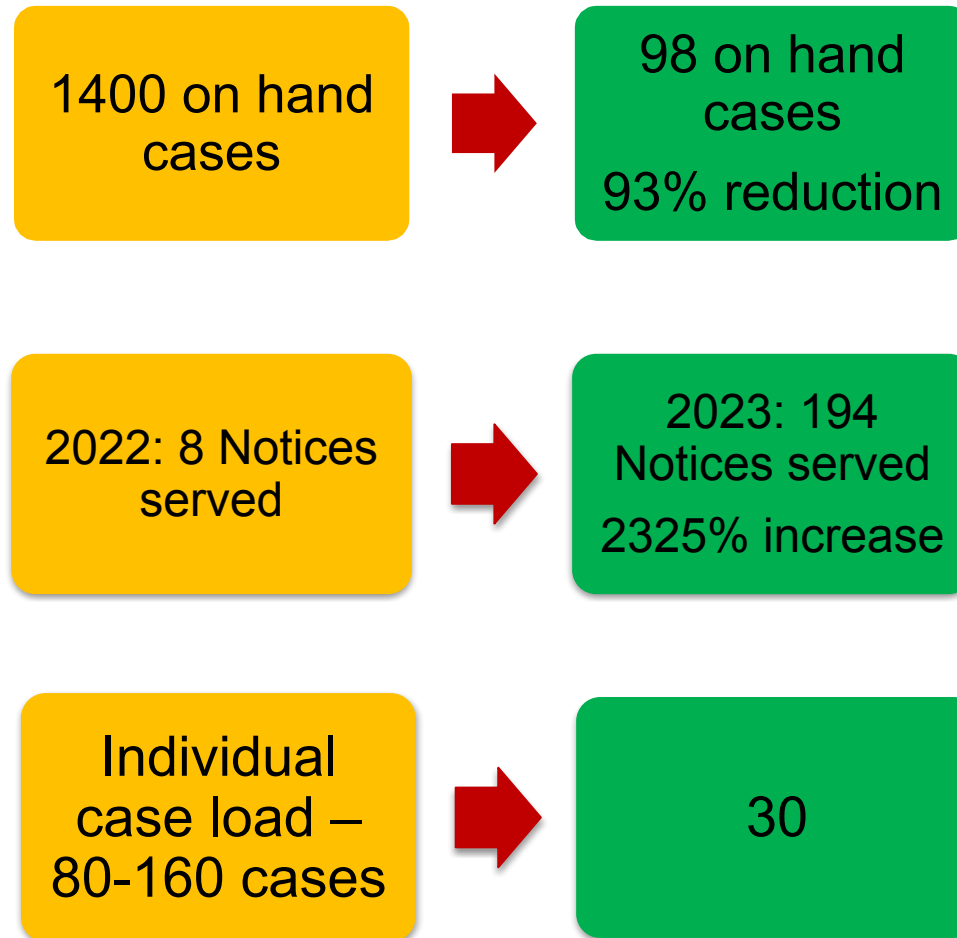 1400 on hand
cases
98 on hand
cases
93% reduction
2022: 8 Notices
served
2023: 194
Notices served
2325% increase
Individual
case load –
80-160 cases
30